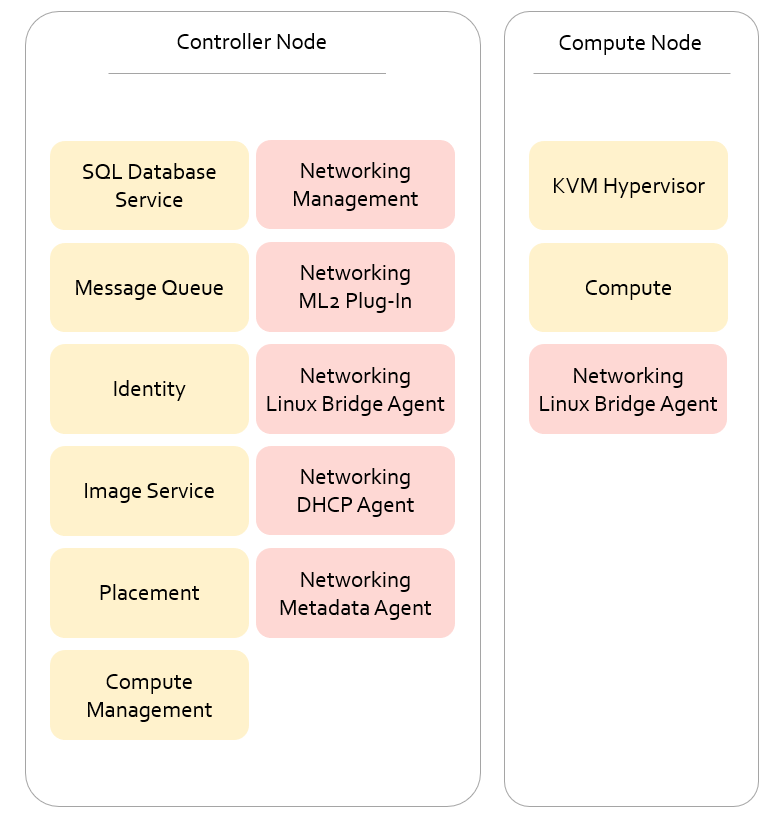 Controller Node
SQL Database
Service
Message Queue
Identity
Image Service
Placement
Compute
Management
Networking
Management
Networking
ML2 Plug-In
Networking
Linux Bridge Agent
Networking
DHCP Agent
Networking
Metadata Agent
Compute Node
KVM Hypervisor
Compute
Networking
Linux Bridge Agent